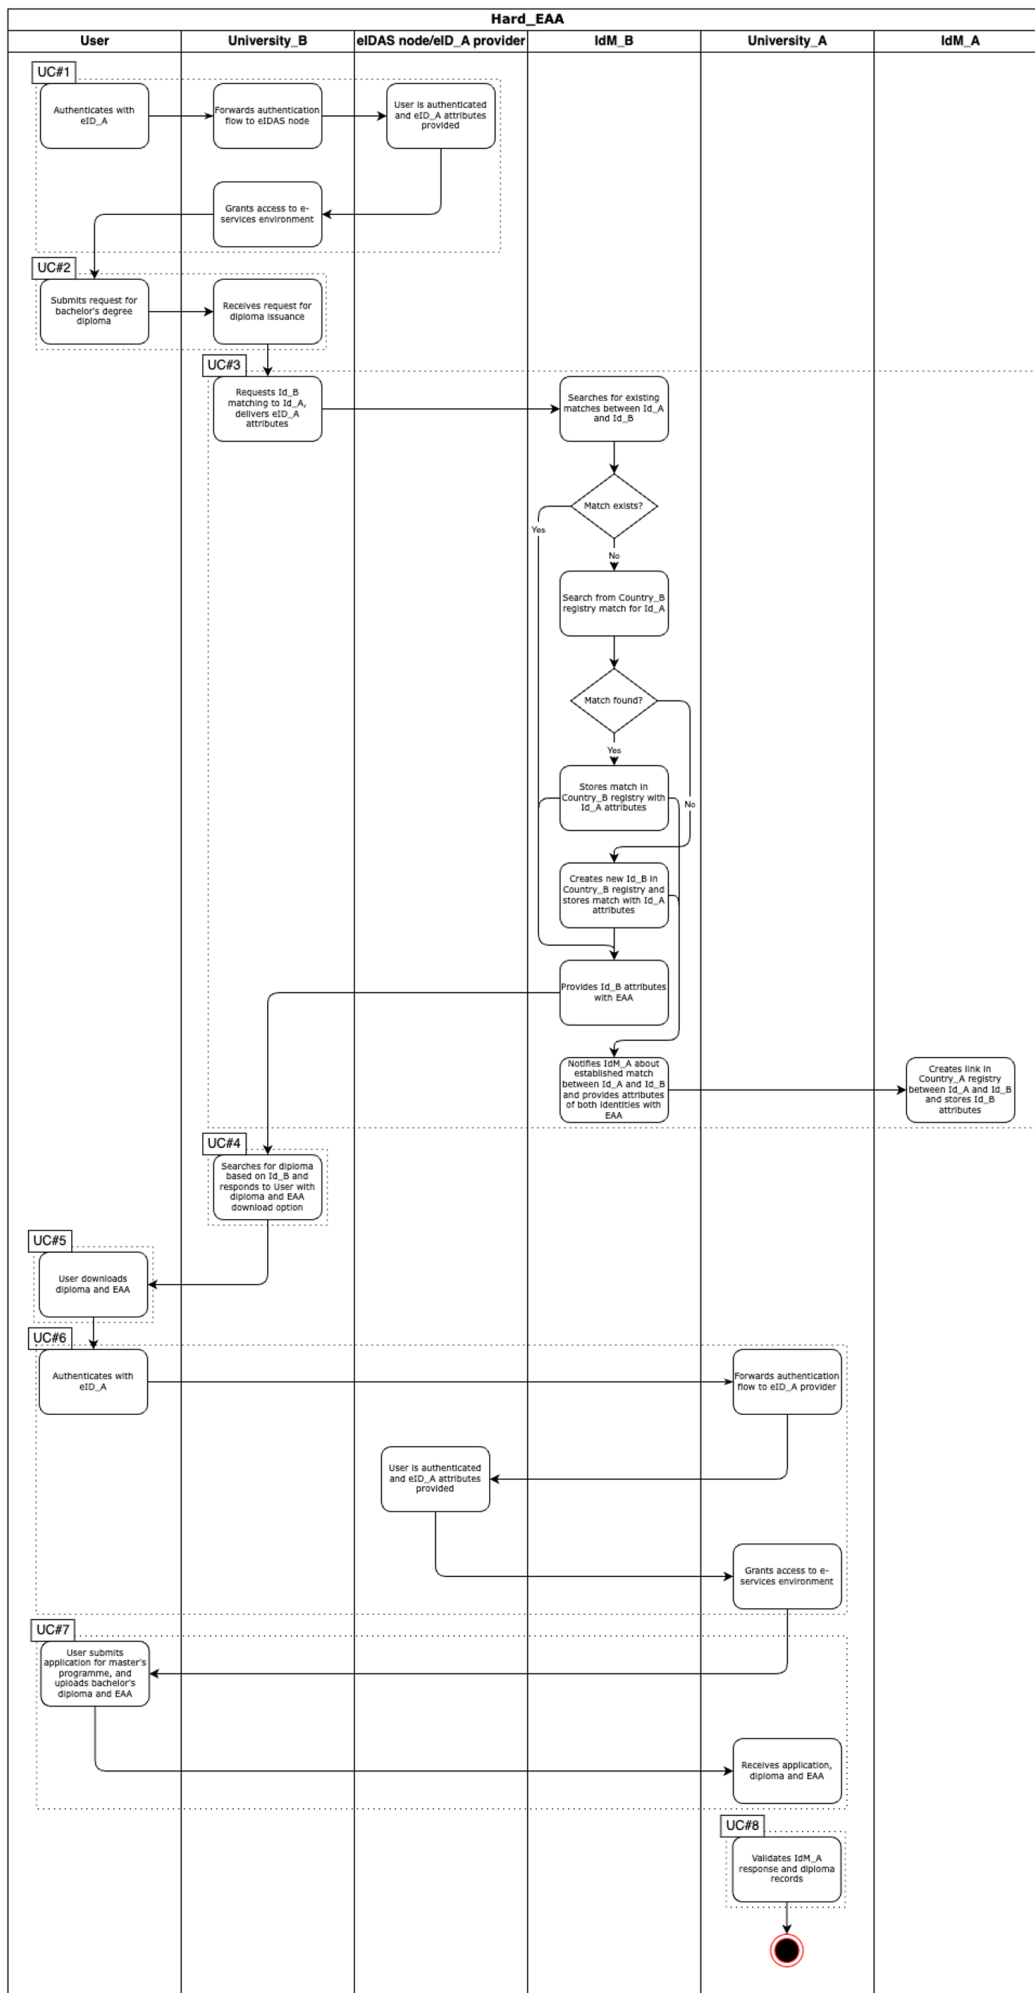 Hard_EAA
User
University_B
eIDAS node/eID_A provider
IdM_B
University_A
IdM_A
UC#1
Authenticates with
eID_A
Forwards authentication
flow to eIDAS node
User is authenticated
and eID_A attributes
provided
Grants access to e-
services environment
UC#2
Submits request for
bachelor's degree
diploma
Receives request for
diploma issuance
UC#3
Requests Id_B
matching to Id_A,
delivers eID_A
attributes
Searches for existing
matches between Id_A
and Id_B
Match exists?
Yes
No
Search from Country_B
registry match for Id_A
Match found?
Yes
No
Stores match in
Country_B registry with
Id_A attributes
Creates new Id_B in
Country_B registry and
stores match with Id_A
attributes
Provides Id_B attributes
with EAA
Notifies IdM_A about
established match
between Id_A and Id_B
and provides attributes
of both identities with
EAA
Creates link in
Country_A registry
between Id_A and Id_B
and stores Id_B
attributes
UC#4
Searches for diploma
based on Id_B and
responds to User with
diploma and EAA
download option
UC#5
User downloads
diploma and EAA
UC#6
Authenticates with
eID_A
Forwards authentication
flow to eID_A provider
User is authenticated
and eID_A attributes
provided
Grants access to e-
services environment
UC#7
User submits
application for master's
programme, and
uploads bachelor's
diploma and EAA
Receives application,
diploma and EAA
UC#8
Validates IdM_A
response and diploma
records